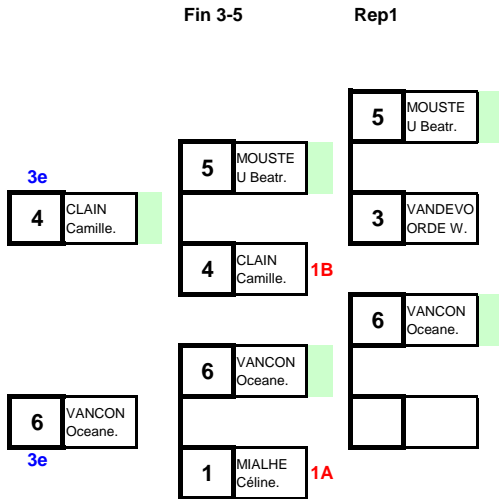 Fin 3-5 Rep1
5 MOUSTE
U Beatr.
5 MOUSTE
U Beatr.
3e
4 CLAIN
Camille.
3 VANDEVO
ORDE W.
4 CLAIN
Camille. 1B
6 VANCON
Oceane.
6 VANCON
Oceane.
6 VANCON
Oceane.
3e
1 MIALHE
Céline. 1A